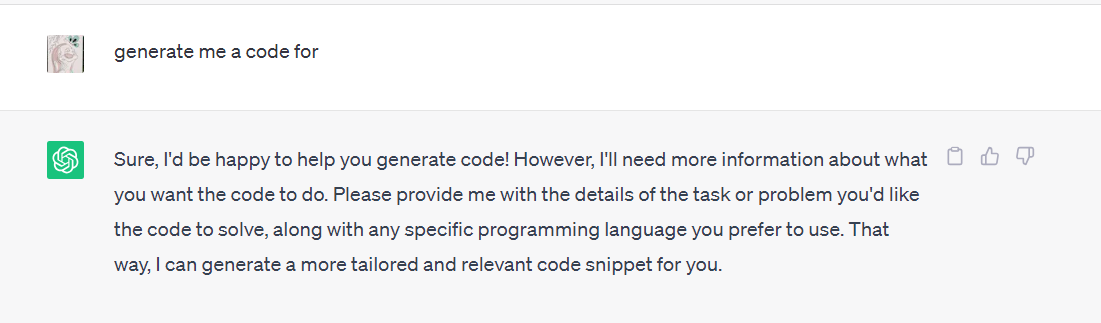 generate me a code for
Sure, I'd be happy to help you generate code! However, I'll need more information about what
you want the code to do. Please provide me with the details of the task or problem you'd like
the code to solve, along with any specific programming language you prefer to use. That
way, I can generate a more tailored and relevant code snippet for you.